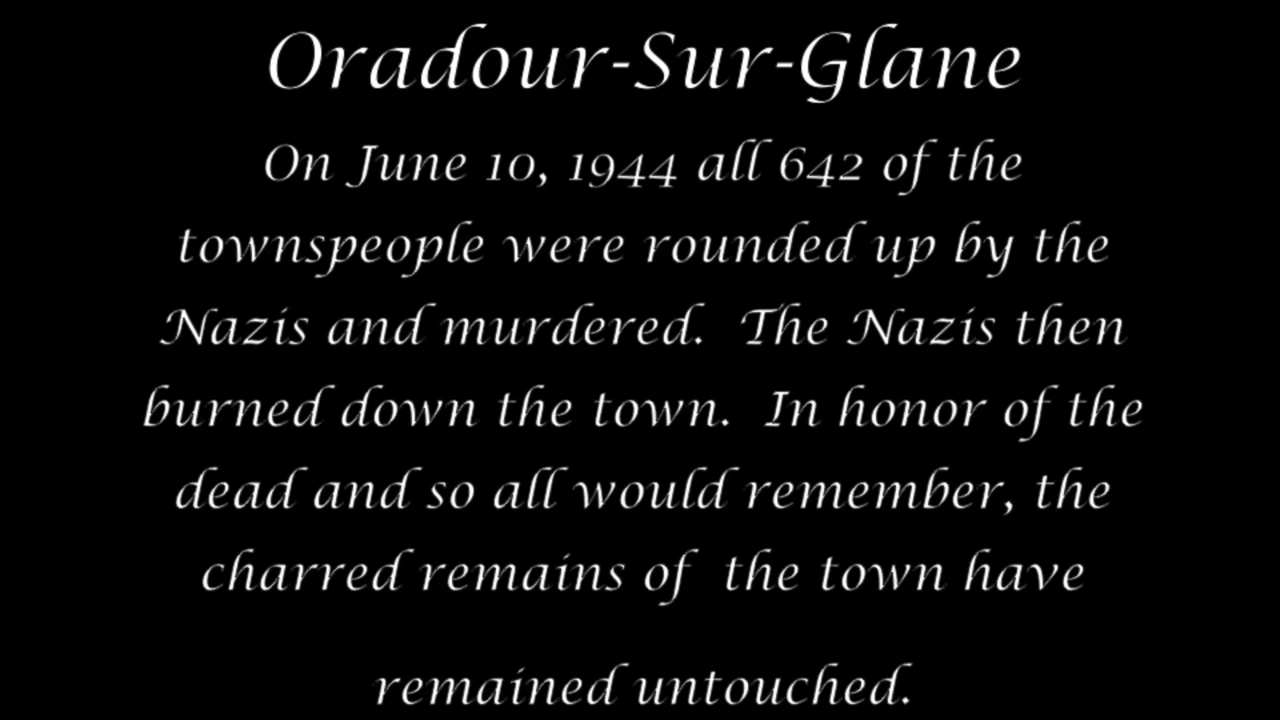 Oradour-Sur-Glane
On June 10, 1944 all 642 of the
townspeople were rounded up by the
Nazis and murdered.  The Nazis then
burned down the town.  In honor of the
dead and so all would remember, the
charred remains of  the town have
remained untouched.